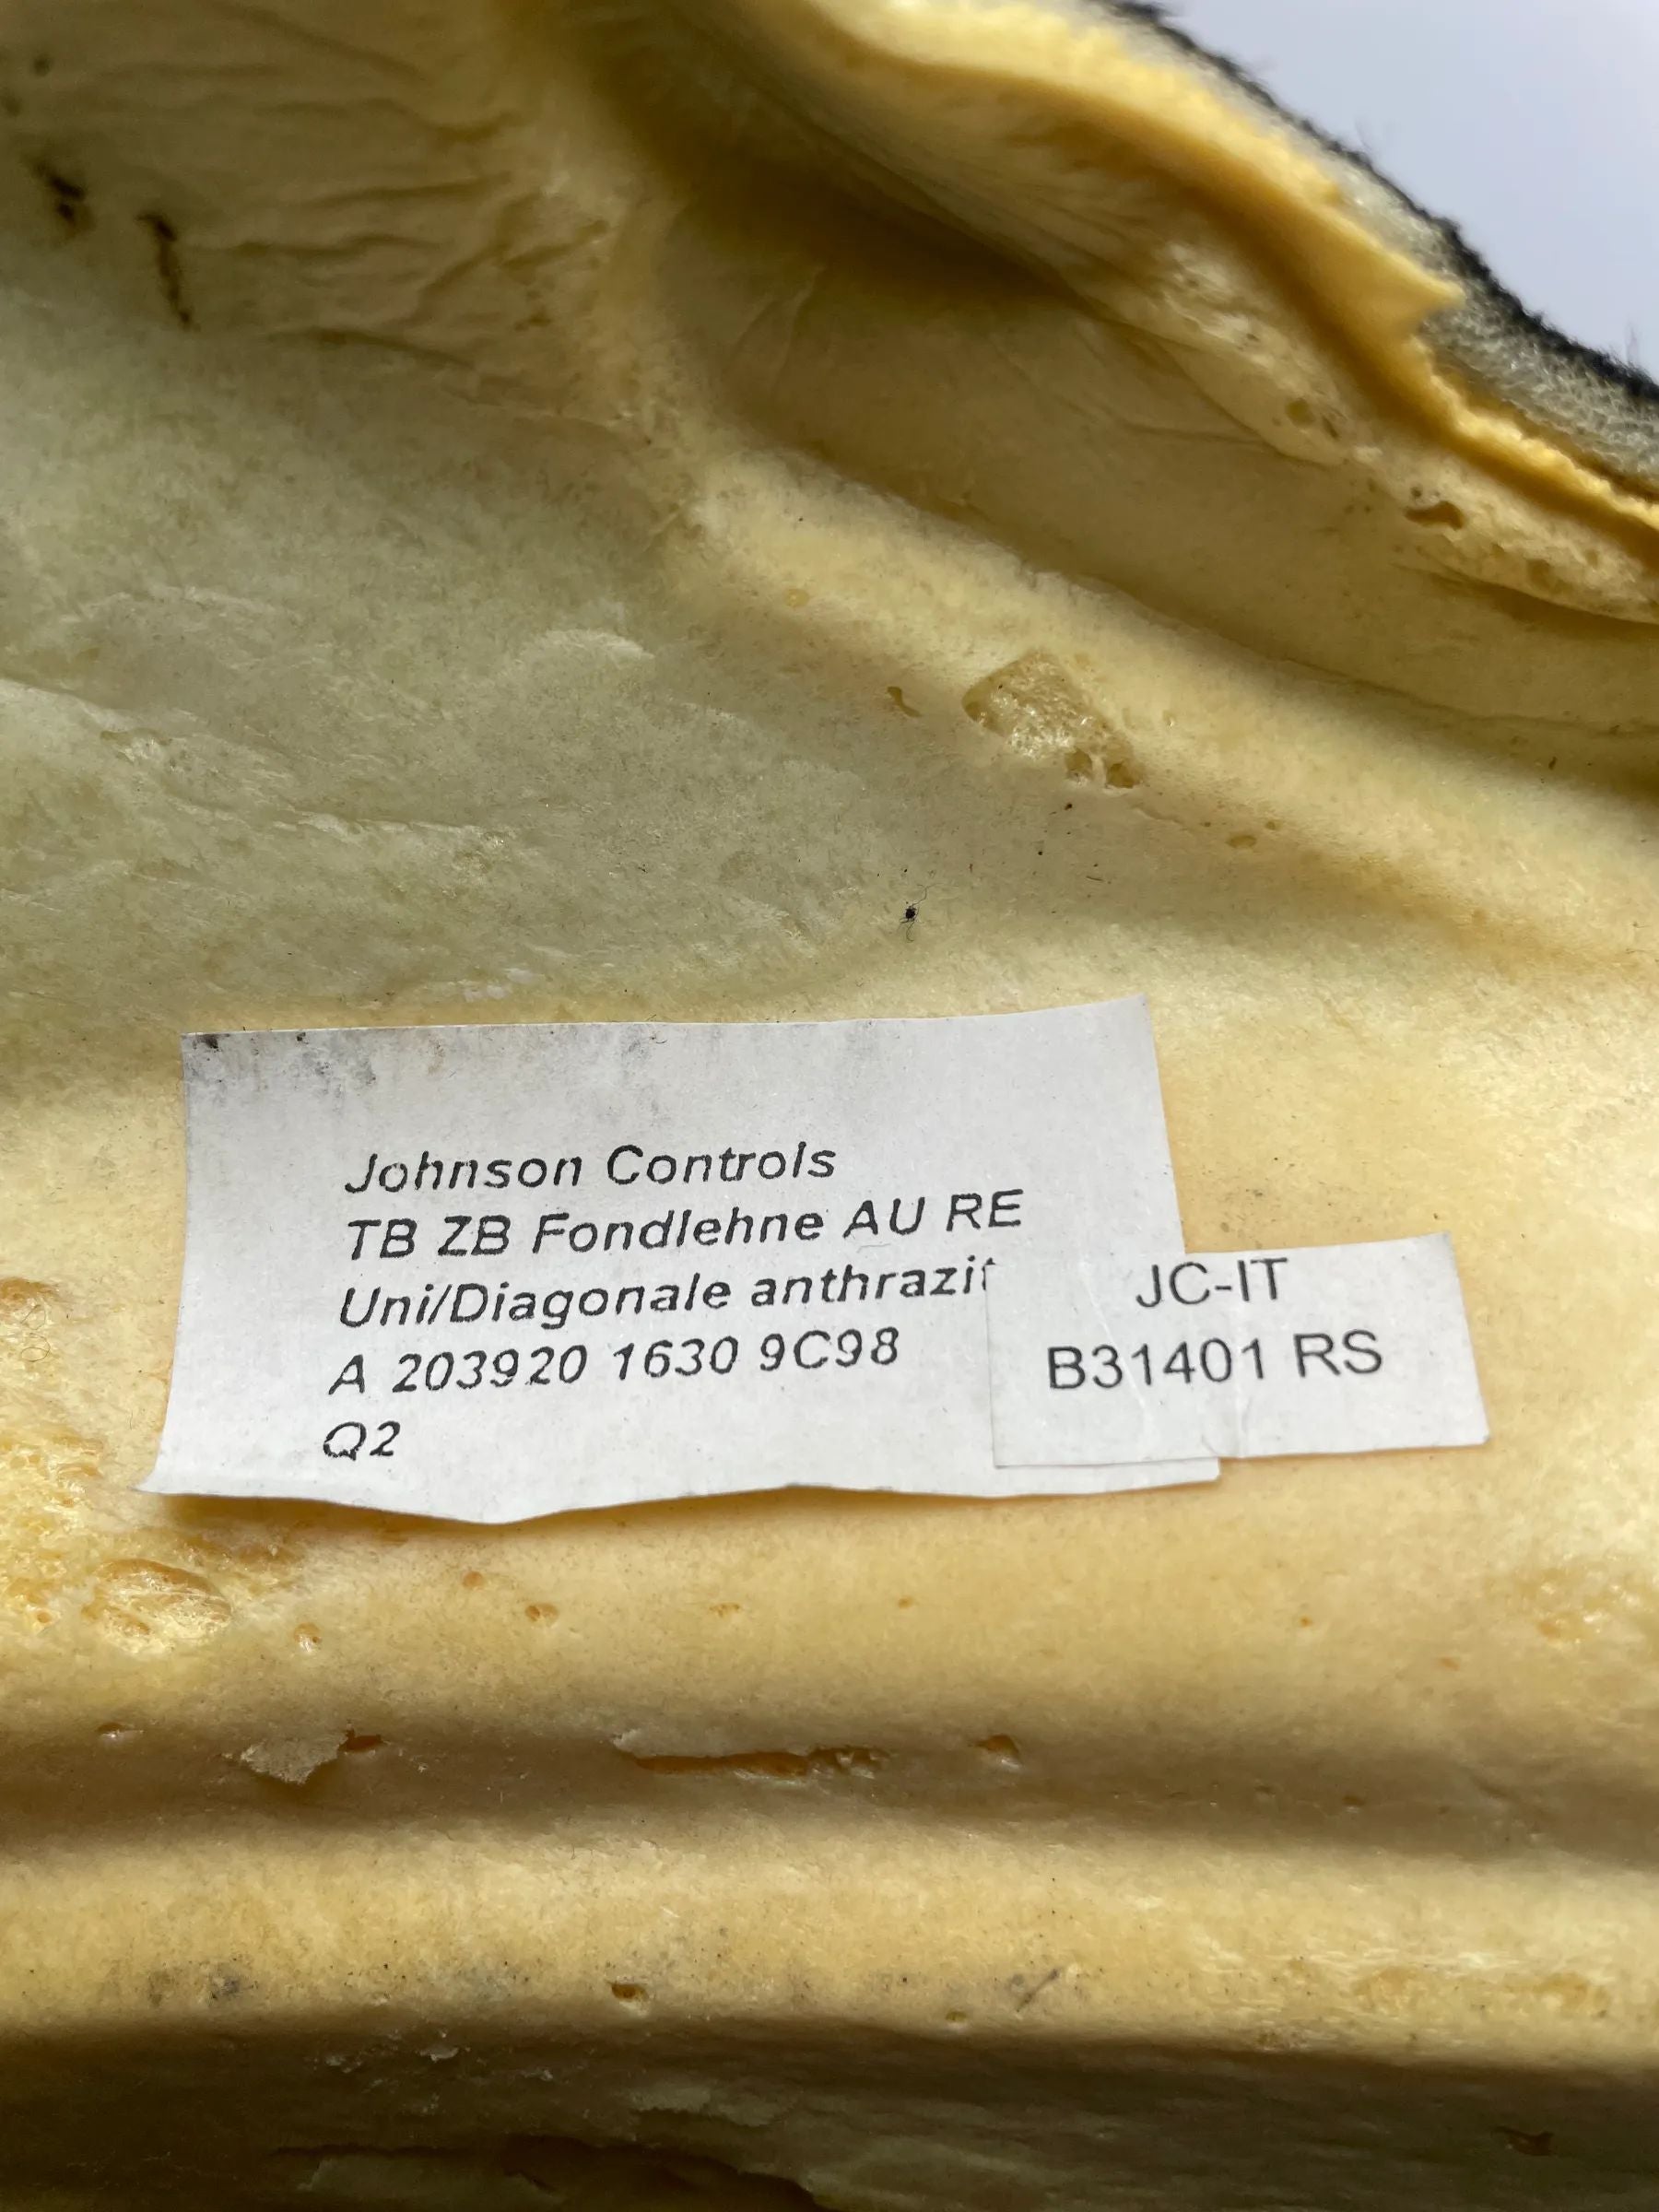 Johnson Controls
TB ZB Fondlehne AU RE
Uni/Diagonale anthrazit
A 203920 1630 9C98
Q2
JC-IT
B31401 RS